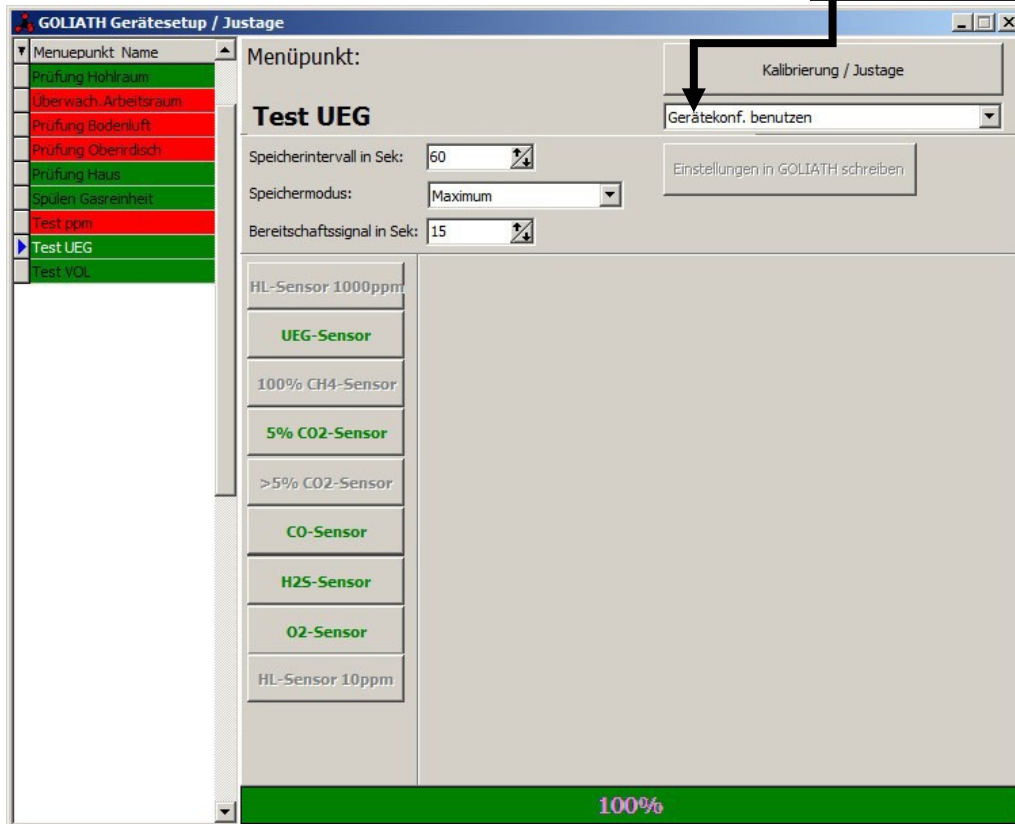 GOLIATH Gerätesetup / Justage
Menuepunkt Name
Prüfung Hohlraum
Überwach.Arbeitsraum
Prüfung Bodenluft
Prüfung Oberirdisch
Prüfung Haus
Spülen Gasreinheit
Test ppm
Test UEG
Test VOL
Menüpunkt:
Test UEG
Kalibrierung / Justage
Gerätekonf. benutzen
Speicherintervall in Sek: 60
Einstellungen in GOLIATH schreiben
Speichermodus: Maximum
Bereitschaftssignal in Sek: 15
HL-Sensor 1000ppm
UEG-Sensor
100% CH4-Sensor
5% CO2-Sensor
>5% CO2-Sensor
CO-Sensor
H2S-Sensor
O2-Sensor
HL-Sensor 10ppm
100%